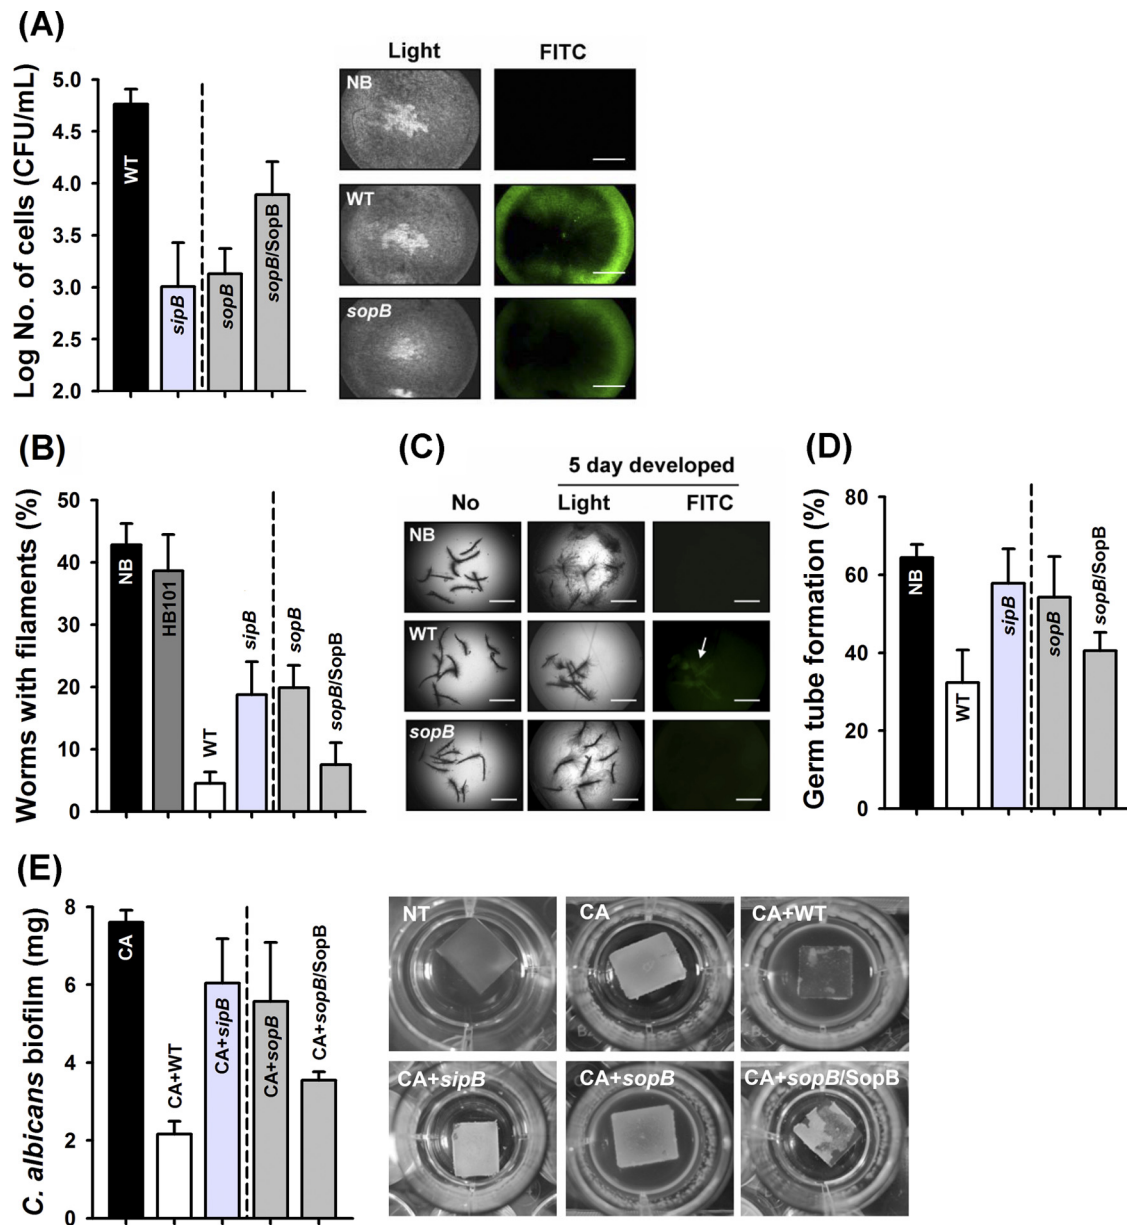 (A)
Log No. of cells (CFU/mL)
5.0
4.5
4.0
3.5
3.0
2.5
2.0
WT
sipB
sopB
sopB/SopB
Light FITC
NB
WT
sopB
(B)
Worms with filaments (%)
50
40
30
20
10
0
NB
HB101
WT
sipB
sopB
sopB/SopB
(C)
5 day developed
No Light FITC
NB
WT
sopB
(D)
Germ tube formation (%)
80
60
40
20
0
NB
WT
sipB
sopB
sopB/SopB
(E)
C. albicans biofilm (mg)
8
6
4
2
0
CA
CA+WT
CA+sipB
CA+sopB
CA+sopB/SopB
NT CA CA+WT
CA+sipB CA+sopB CA+sopB/SopB